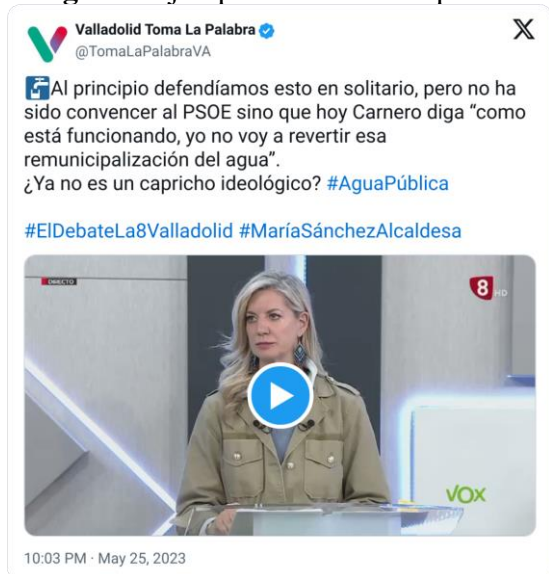 Valladolid Toma La Palabra
@TomaLaPalabraVA
Al principio defendíamos esto en solitario, pero no ha
sido convencer al PSOE sino que hoy Carnero diga “como
está funcionando, yo no voy a revertir esa
remunicipalización del agua”.
¿Ya no es un capricho ideológico? #AguaPública
#ElDebateLa8Valladolid #MaríaSánchezAlcaldesa
DIRECTO
8 HD
VOX
10:03 PM · May 25, 2023